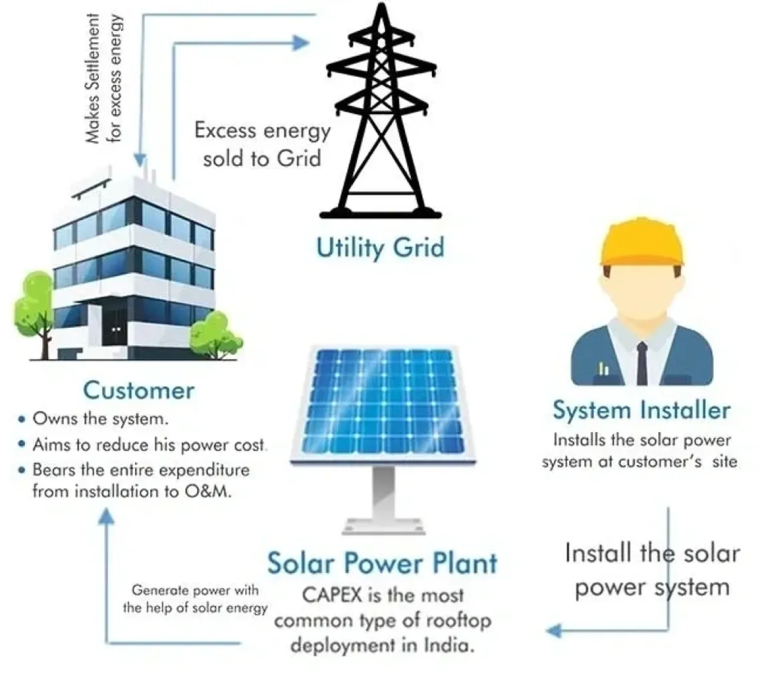 Makes Settlement
for excess energy
Excess energy
sold to Grid
Utility Grid
Customer
• Owns the system.
• Aims to reduce his power cost.
• Bears the entire expenditure
from installation to O&M.
System Installer
Installs the solar power
system at customer's site
Install the solar
power system
Solar Power Plant
CAPEX is the most
common type of rooftop
deployment in India.
Generate power with
the help of solar energy